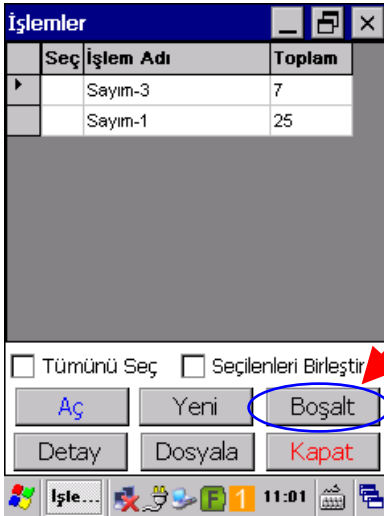 İşlemler
Seç İşlem Adı Toplam
Sayım-3 7
Sayım-1 25
Tümünü Seç Seçilenleri Birleştir
Aç Yeni Boşalt
Detay Dosyala Kapat
İşle... F 1 11:01